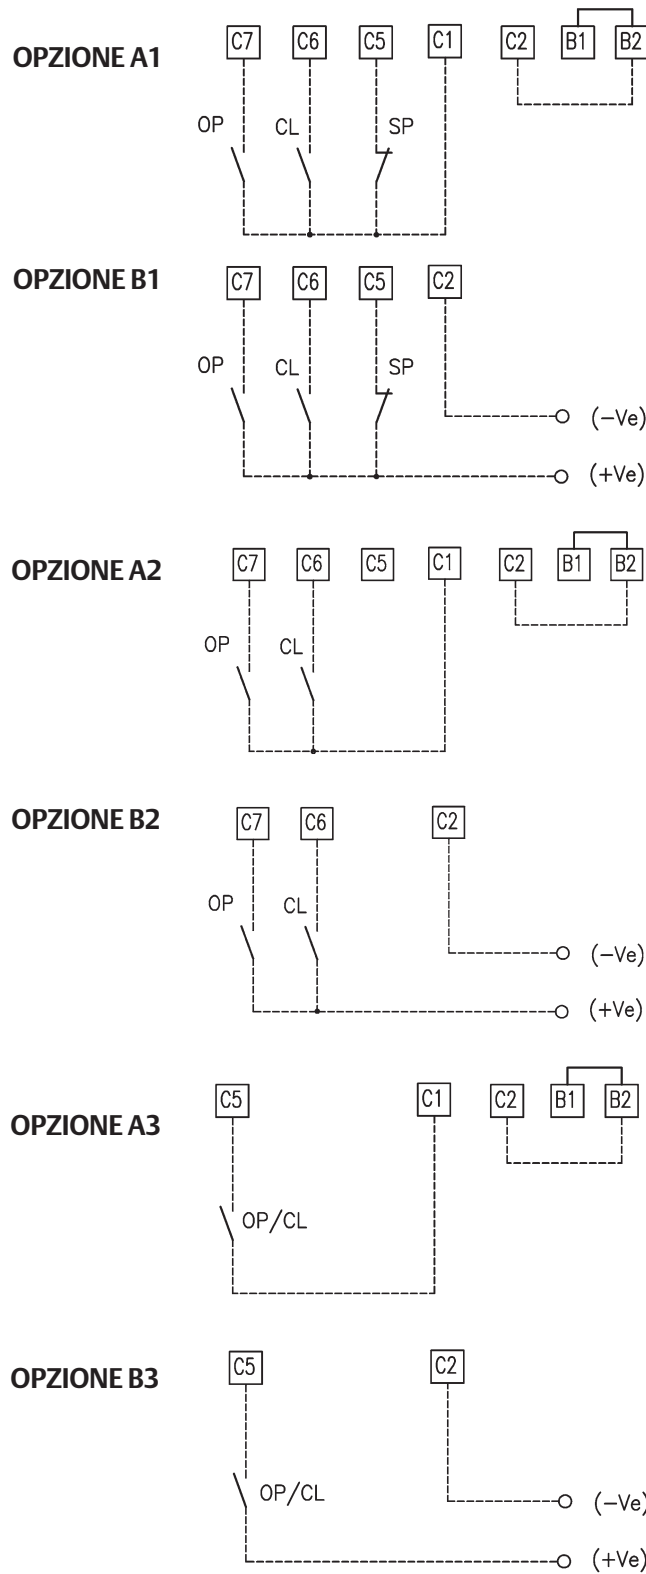 OPZIONE A1
C7 C6 C5 C1 C2 B1 B2
OP CL SP
OPZIONE B1
C7 C6 C5 C2
OP CL SP
(-Ve)
(+Ve)
OPZIONE A2
C7 C6 C5 C1 C2 B1 B2
OP CL
OPZIONE B2
C7 C6 C2
OP CL
(-Ve)
(+Ve)
OPZIONE A3
C5 C1 C2 B1 B2
OP/CL
OPZIONE B3
C5 C2
OP/CL
(-Ve)
(+Ve)